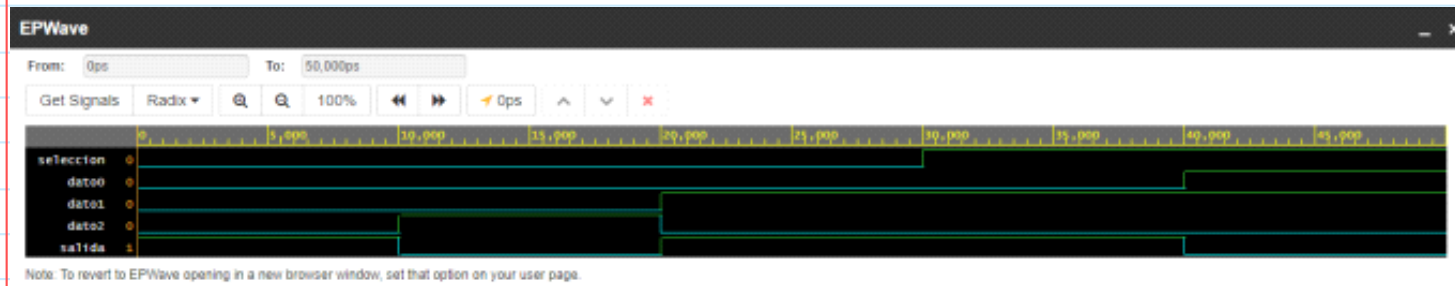 EPWave
From: 0ps To: 50,000ps
Get Signals Radix 100% 0ps
0 5,000 10,000 15,000 20,000 25,000 30,000 35,000 40,000 45,000
seleccion 0
dato0 0
dato1 0
dato2 0
salida 1
Note: To revert to EPWave opening in a new browser window, set that option on your user page.